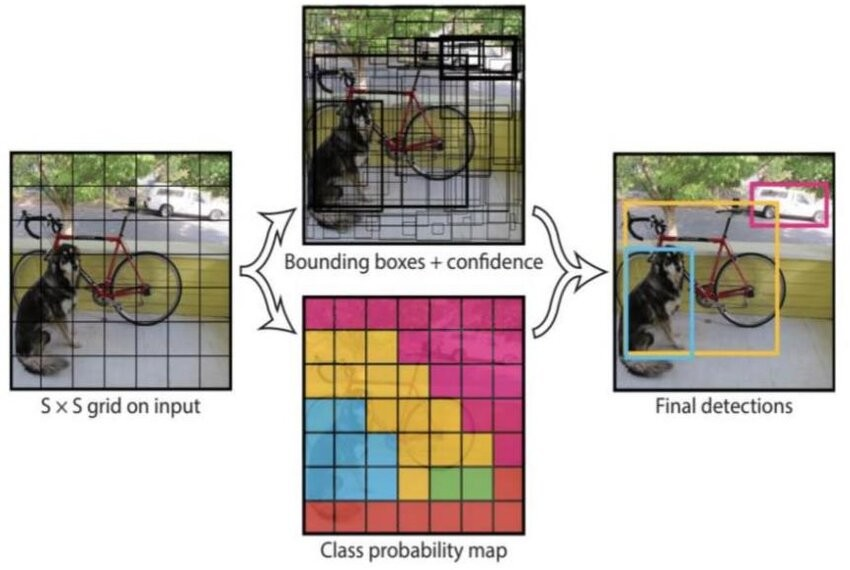 S × S grid on input
Bounding boxes + confidence
Class probability map
Final detections